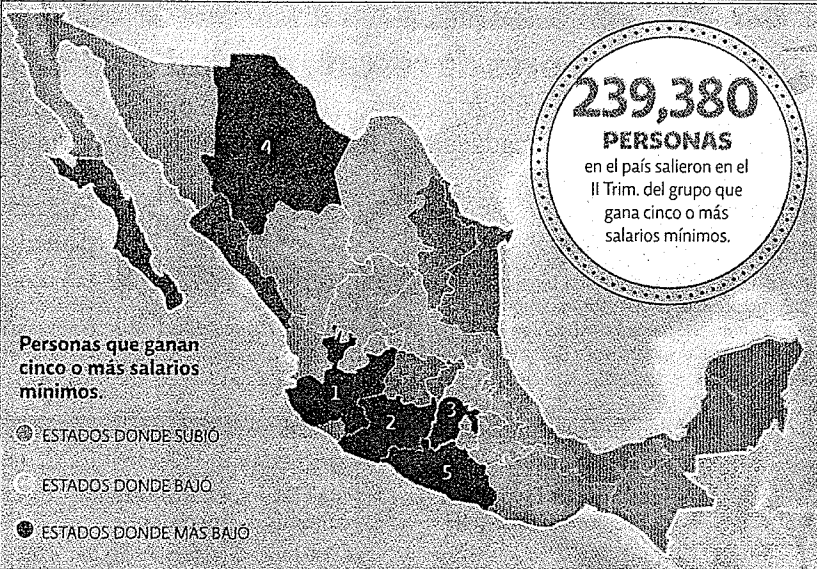 239,380
PERSONAS
en el país salieron en el
II Trim. del grupo que
gana cinco o más
salarios mínimos.
4
1
2
3
5
Personas que ganan
cinco o más salarios
mínimos.
ESTADOS DONDE SUBIÓ
ESTADOS DONDE BAJÓ
ESTADOS DONDE MÁS BAJÓ